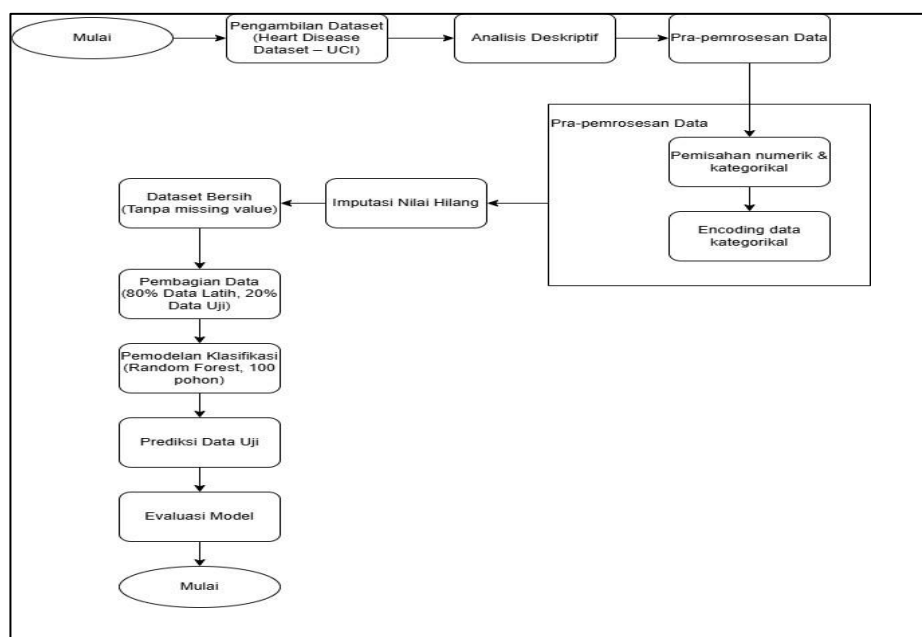 Mulai
Pengambilan Dataset
(Heart Disease
Dataset – UCI)
Analisis Deskriptif
Pra-pemrosesan Data
Pra-pemrosesan Data
Pemisahan numerik &
kategorikal
Encoding data
kategorikal
Imputasi Nilai Hilang
Dataset Bersih
(Tanpa missing value)
Pembagian Data
(80% Data Latih, 20%
Data Uji)
Pemodelan Klasifikasi
(Random Forest, 100
pohon)
Prediksi Data Uji
Evaluasi Model
Mulai